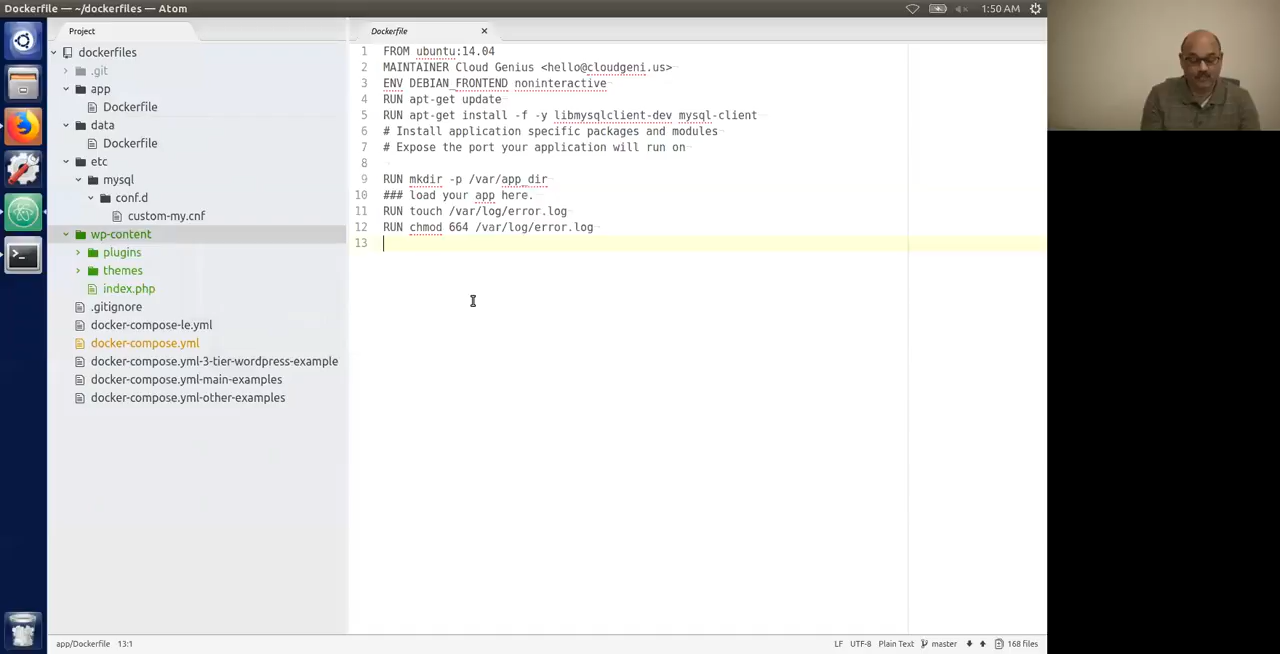 Dockerfile — ~/dockerfiles — Atom
1:50 AM
Project
dockerfiles
.git
app
Dockerfile
data
Dockerfile
etc
mysql
conf.d
custom-my.cnf
wp-content
plugins
themes
index.php
.gitignore
docker-compose-le.yml
docker-compose.yml
docker-compose.yml-3-tier-wordpress-example
docker-compose.yml-main-examples
docker-compose.yml-other-examples
Dockerfile
1 FROM ubuntu:14.04
2 MAINTAINER Cloud Genius <hello@cloudgeni.us>
3 ENV DEBIAN_FRONTEND noninteractive
4 RUN apt-get update
5 RUN apt-get install -f -y libmysqlclient-dev mysql-client
6 # Install application specific packages and modules
7 # Expose the port your application will run on
8
9 RUN mkdir -p /var/app_dir
10 ### load your app here.
11 RUN touch /var/log/error.log
12 RUN chmod 664 /var/log/error.log
13
app/Dockerfile 13:1
LF UTF-8 Plain Text master 168 files